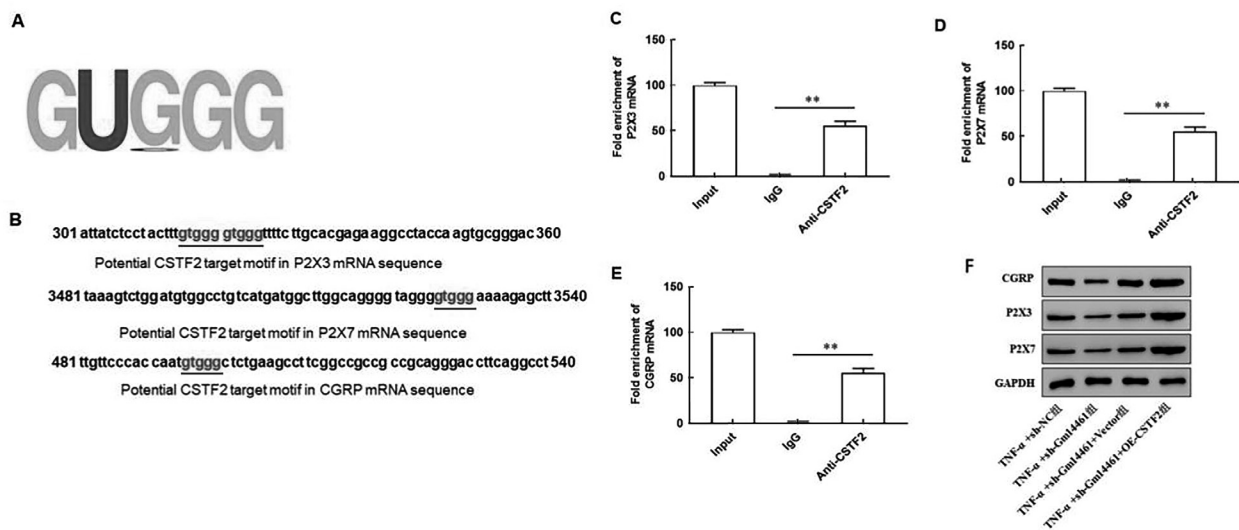 A
GUGGG
B
301 attatctcct actttgtggg gtgggttttc ttgcacgaga aggcctacca agtgcgggac 360
Potential CSTF2 target motif in P2X3 mRNA sequence
3481 taaagtctgg atgtggcctgtcatgatggc ttggcagggg taggggtggg aaaagagctt 3540
Potential CSTF2 target motif in P2X7 mRNA sequence
481 ttgttcccac caatgtgggc tctgaagcct tcggccgccg ccgcagggac cttcaggcct 540
Potential CSTF2 target motif in CGRP mRNA sequence
C
Fold enrichment of
P2X3 mRNA
150
100
50
0
**
Input
IgG
Anti-CSTF2
D
Fold enrichment of
P2X7 mRNA
150
100
50
0
**
Input
IgG
Anti-CSTF2
E
Fold enrichment of
CGRP mRNA
150
100
50
0
**
Input
IgG
Anti-CSTF2
F
CGRP
P2X3
P2X7
GAPDH
TNF-α +sh-NC组
TNF-α +sh-Gm14461组
TNF-α +sh-Gm14461+Vector组
TNF-α +sh-Gm14461+OE-CSTF2组